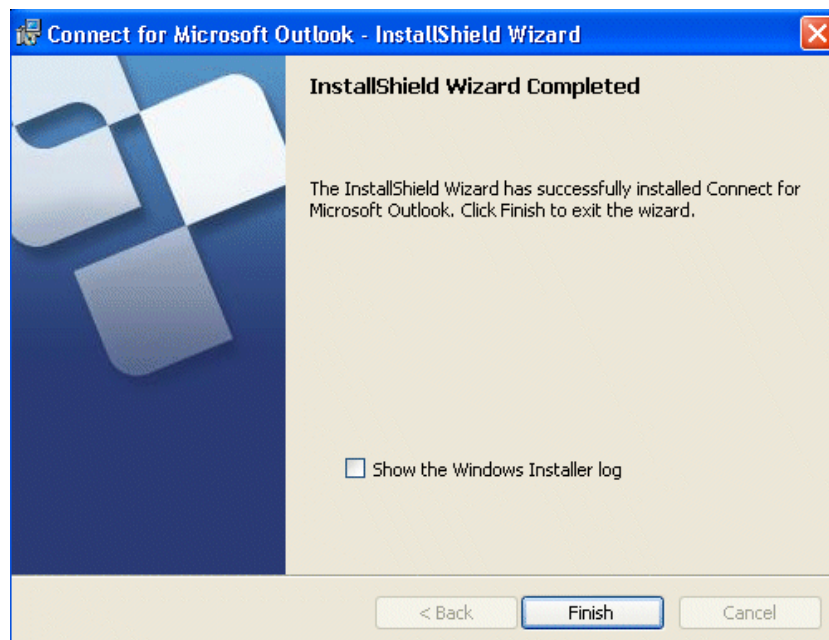 Connect for Microsoft Outlook - InstallShield Wizard
InstallShield Wizard Completed
The InstallShield Wizard has successfully installed Connect for
Microsoft Outlook. Click Finish to exit the wizard.
Show the Windows Installer log
< Back
Finish
Cancel